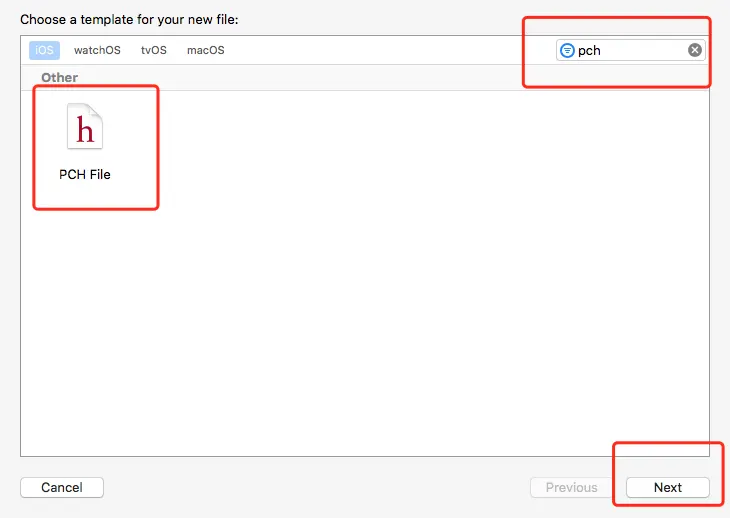 Choose a template for your new file:
iOS watchOS tvOS macOS pch
Other
h
PCH File
Cancel Previous Next